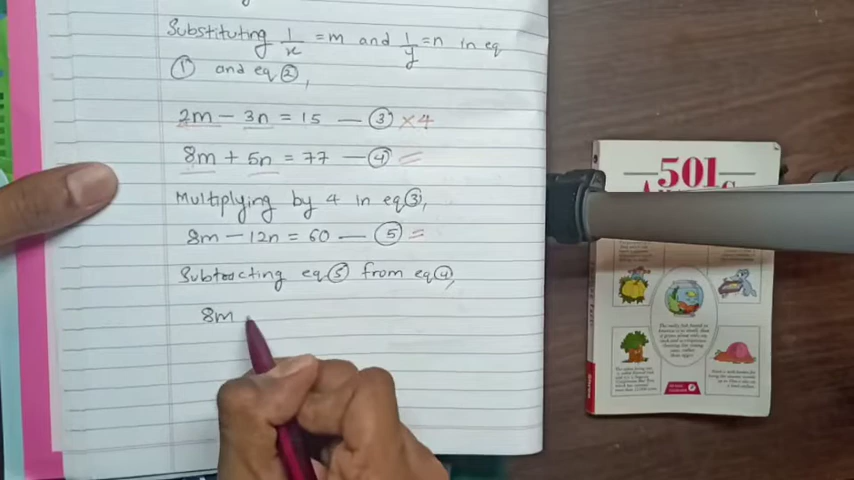 Substituting 1/x = m and 1/y = n in eq
① and eq ②,
2m - 3n = 15 — ③ ×4
8m + 5n = 77 — ④ =
Multiplying by 4 in eq ③,
8m - 12n = 60 — ⑤ =
Subtracting eq ⑤ from eq ④,
8m
501